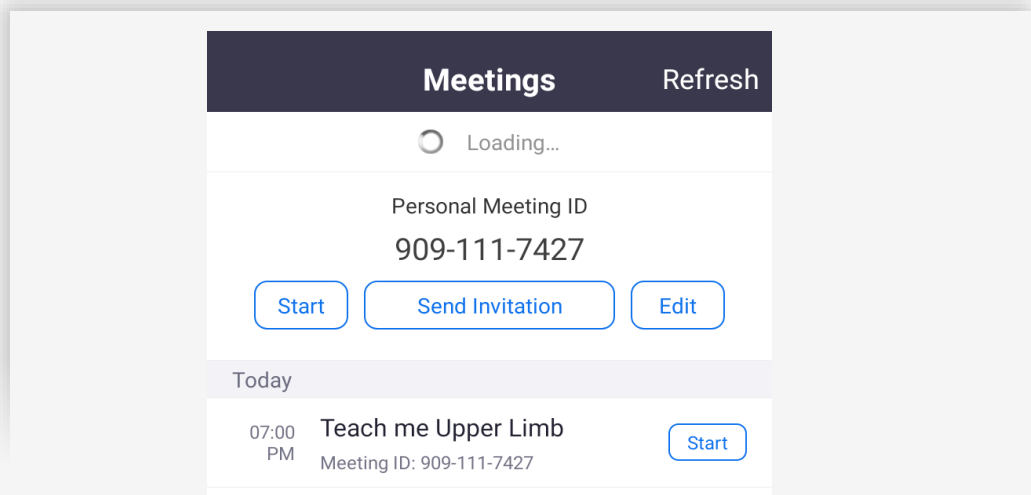 Meetings
Refresh
Loading...
Personal Meeting ID
909-111-7427
Start
Send Invitation
Edit
Today
07:00
PM
Teach me Upper Limb
Meeting ID: 909-111-7427
Start